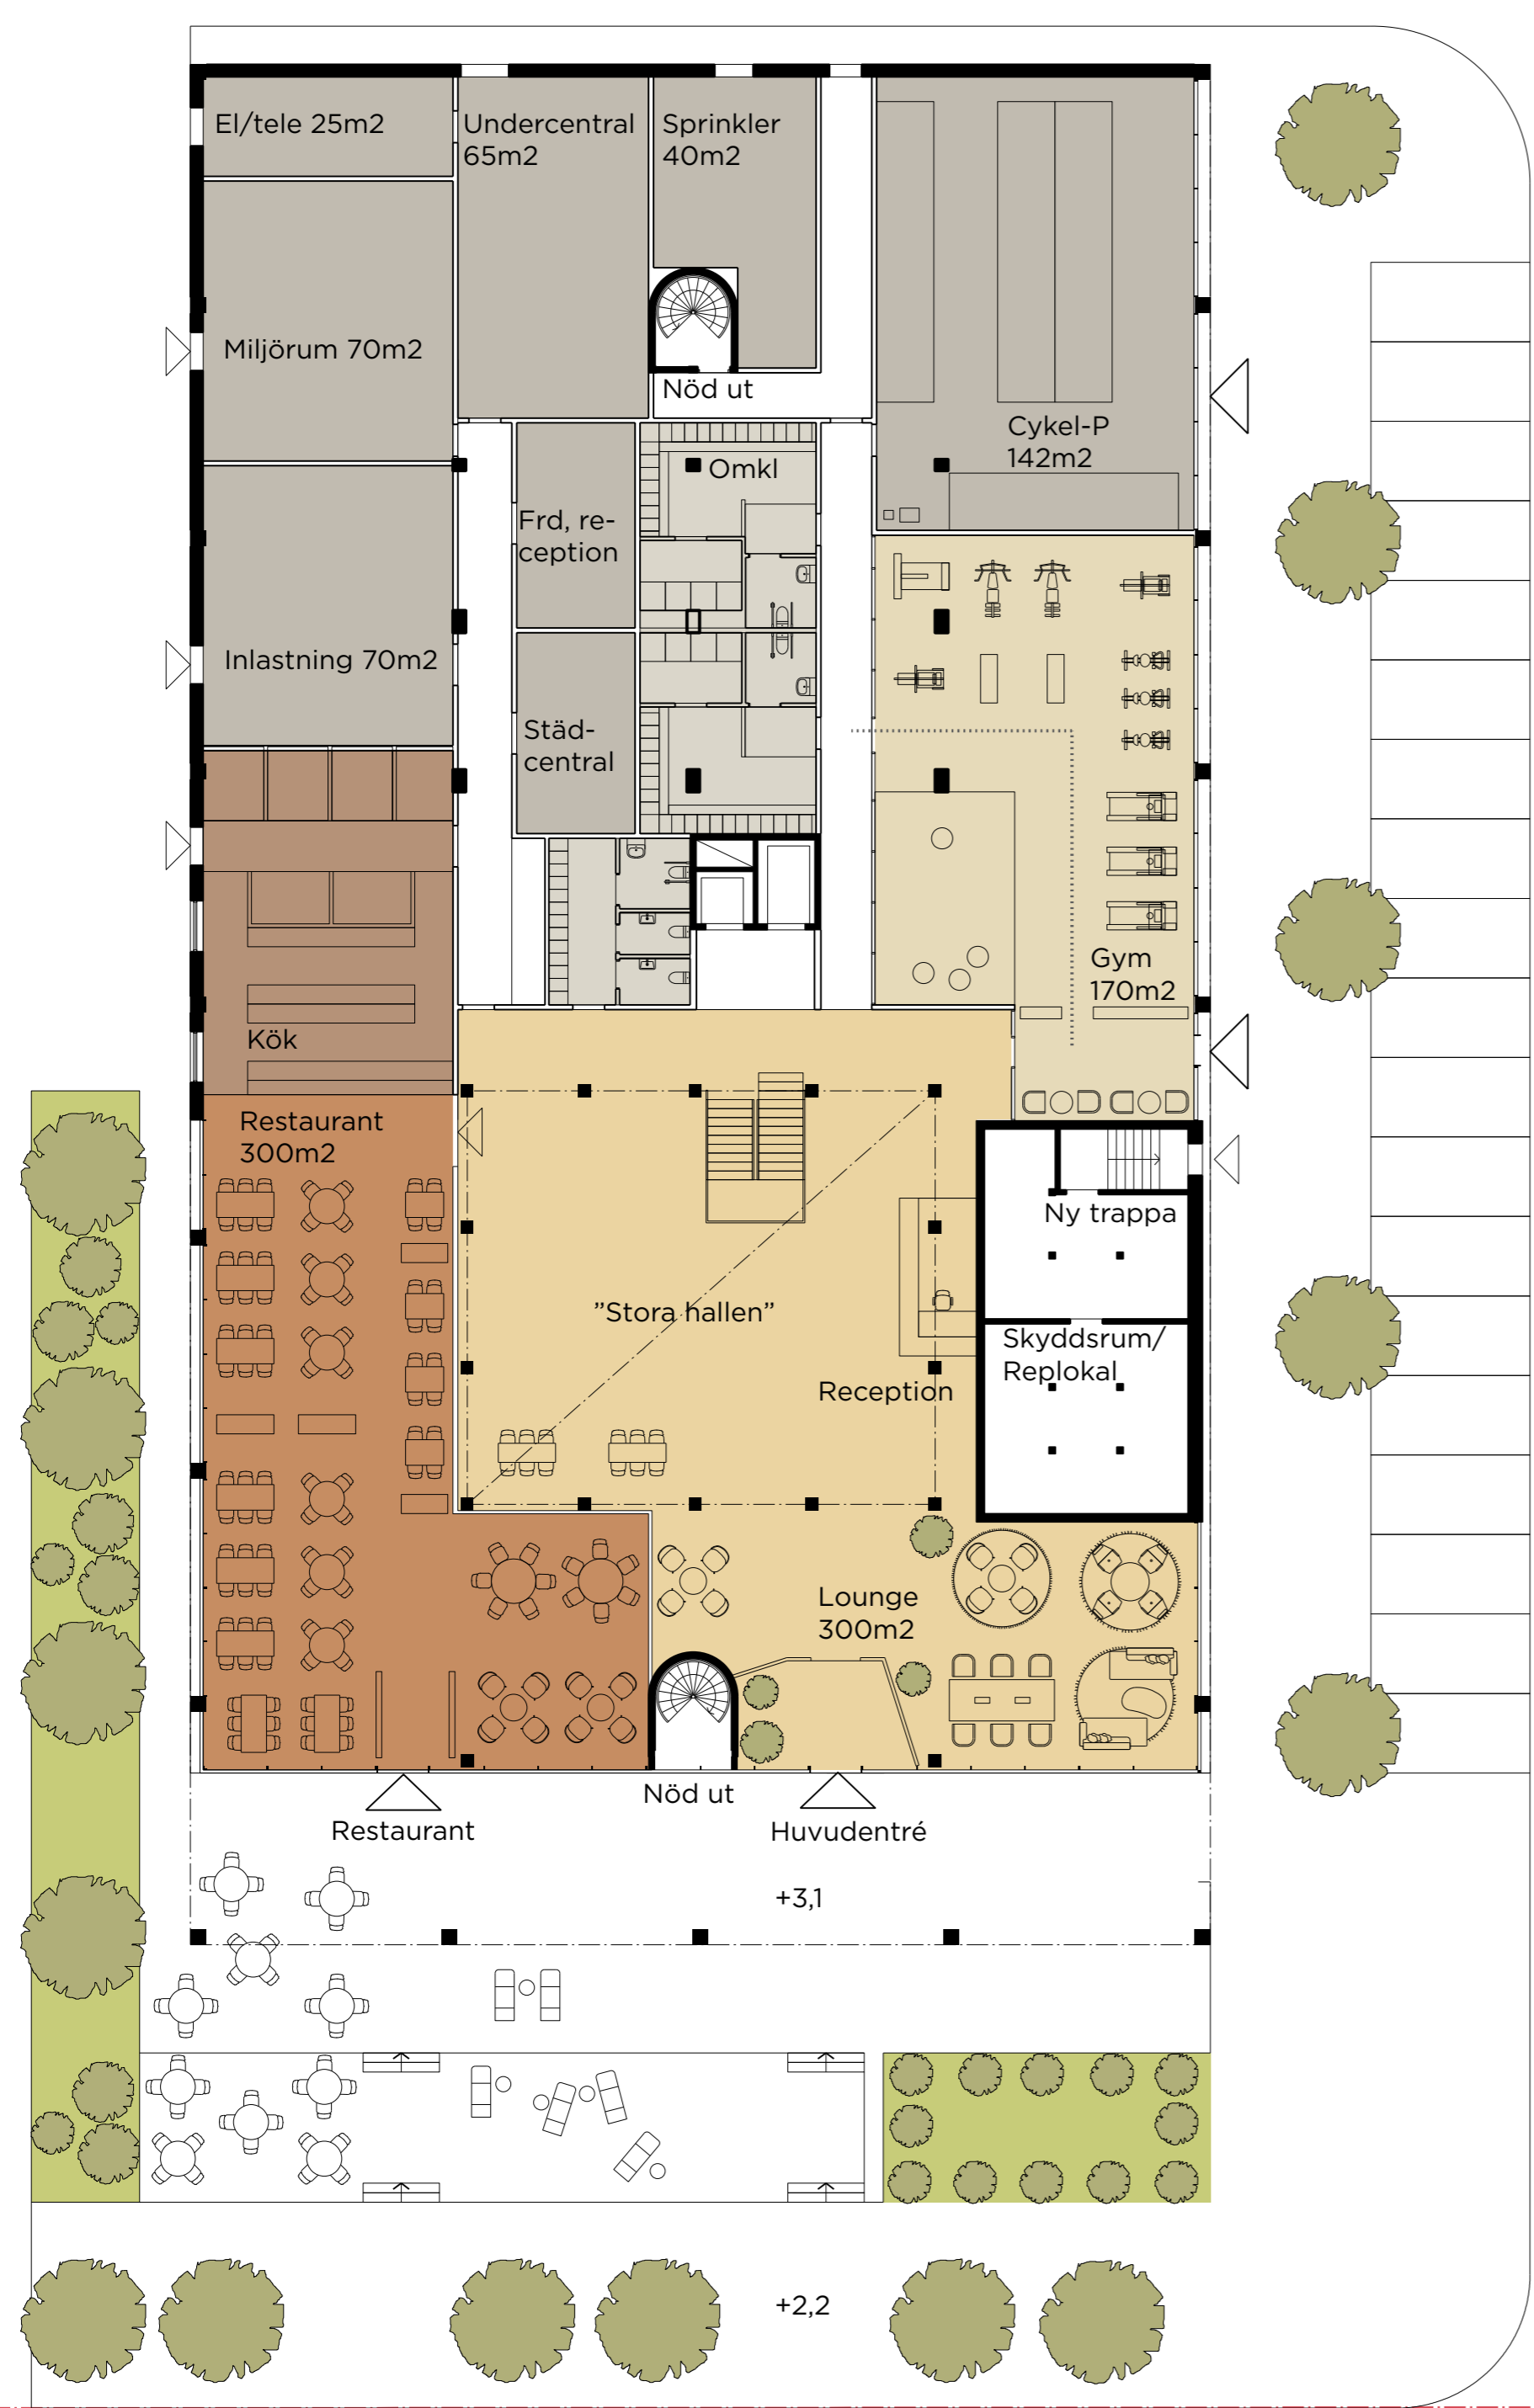 El/tele 25m2
Undercentral
65m2
Sprinkler
40m2
Miljörum 70m2
Nöd ut
Cykel-P
142m2
Omkl
Frd, re-
ception
Inlastning 70m2
Städ-
central
Gym
170m2
Kök
Restaurant
300m2
Ny trappa
"Stora hallen"
Skyddsrum/
Replokal
Reception
Lounge
300m2
Nöd ut
Restaurant
Huvudentré
+3,1
+2,2